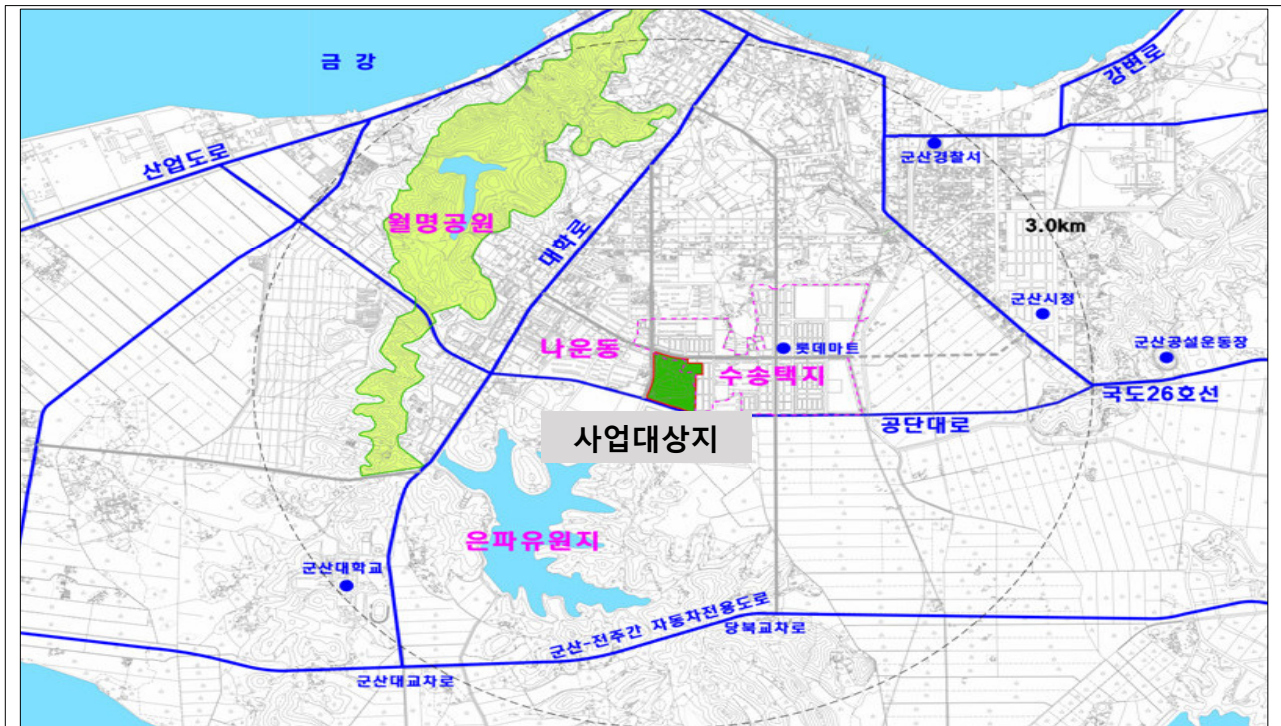 금 강
강변로
산업도로
군산경찰서
월명공원
대학로
3.0km
군산시청
나운동
롯데마트
군산공설운동장
수송택지
국도26호선
사업대상지
공단대로
은파유원지
군산대학교
군산-전주간 자동차전용도로
당북교차로
군산대교차로